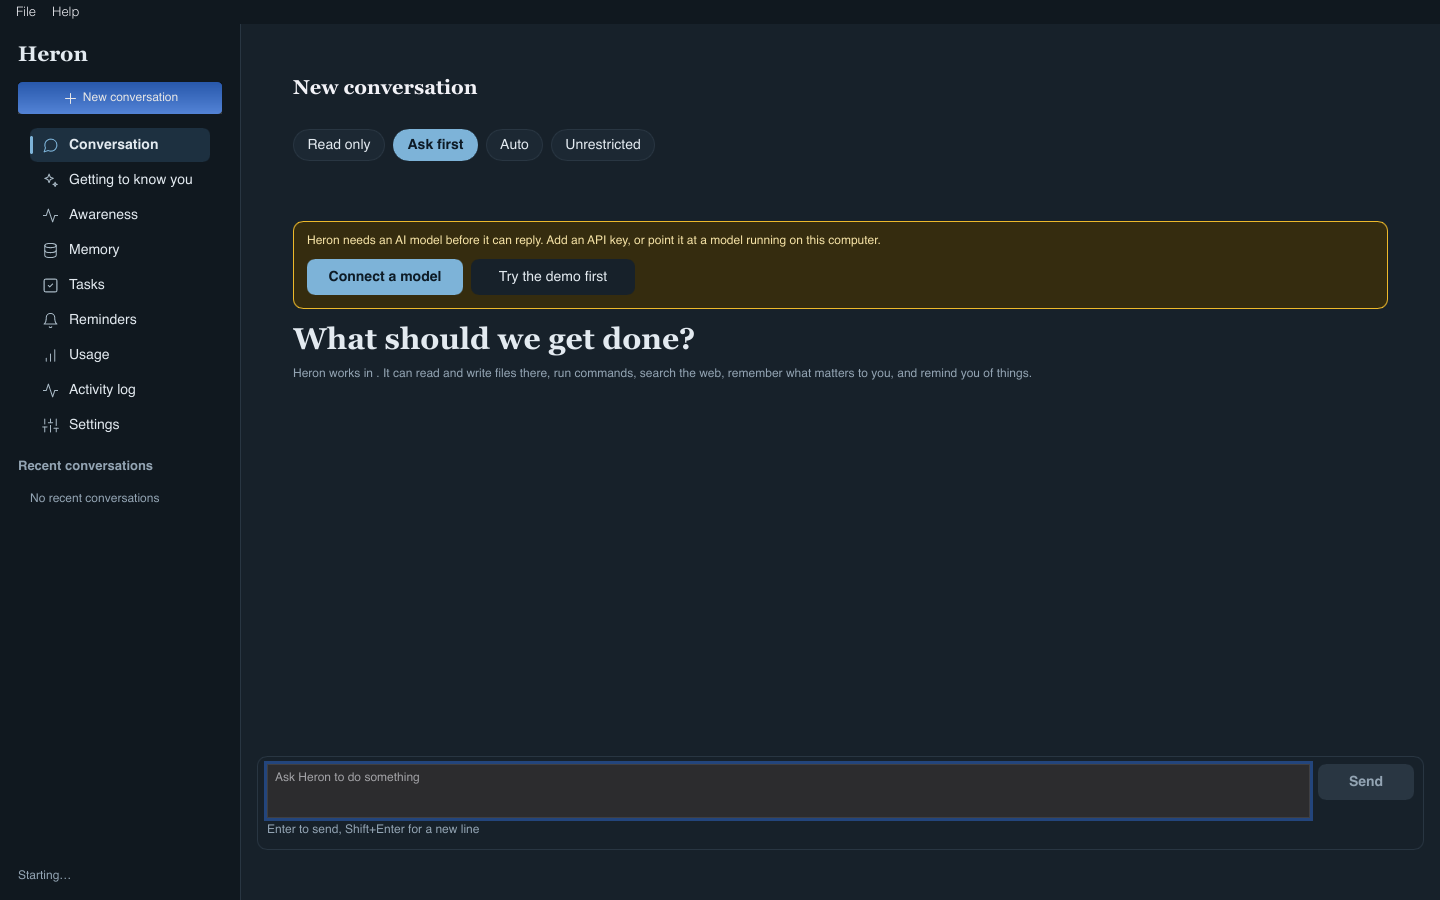 File Help
Heron
New conversation
Conversation
Getting to know you
Awareness
Memory
Tasks
Reminders
Usage
Activity log
Settings
Recent conversations
No recent conversations
Starting…
New conversation
Read only Ask first Auto Unrestricted
Heron needs an AI model before it can reply. Add an API key, or point it at a model running on this computer.
Connect a model Try the demo first
What should we get done?
Heron works in . It can read and write files there, run commands, search the web, remember what matters to you, and remind you of things.
Ask Heron to do something
Send
Enter to send, Shift+Enter for a new line